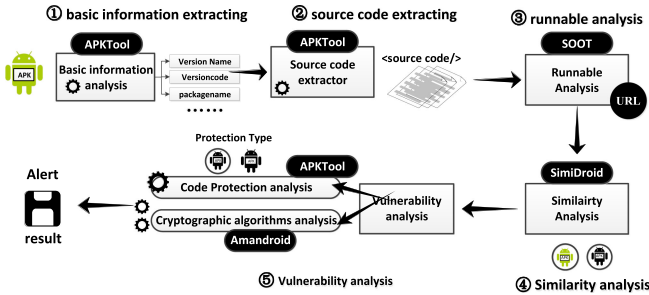 ① basic information extracting
② source code extracting
③ runnable analysis
APKTool
APKTool
SOOT
APK
Basic information
analysis
Version Name
Versioncode
packagename
......
Source code
extractor
<source code/>
Runnable
Analysis
URL
Protection Type
APKTool
SimiDroid
Alert
result
Code Protection analysis
Cryptographic algorithms analysis
Amandroid
Vulnerability
analysis
Similairty
Analysis
⑤ Vulnerability analysis
④ Similarity analysis